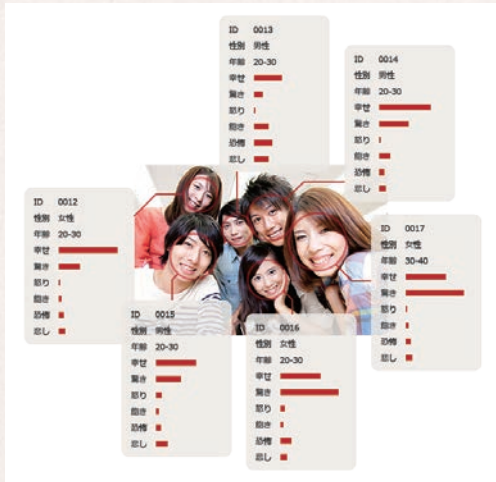 ID 0013
性別 男性
年齢 20-30
幸せ
驚き
怒り
飽き
恐怖
悲し
ID 0014
性別 男性
年齢 20-30
幸せ
驚き
怒り
飽き
恐怖
悲し
ID 0012
性別 女性
年齢 20-30
幸せ
驚き
怒り
飽き
恐怖
悲し
ID 0017
性別 女性
年齢 30-40
幸せ
驚き
怒り
飽き
恐怖
悲し
ID 0015
性別 男性
年齢 20-30
幸せ
驚き
怒り
飽き
恐怖
悲し
ID 0016
性別 女性
年齢 20-30
幸せ
驚き
怒り
飽き
恐怖
悲し